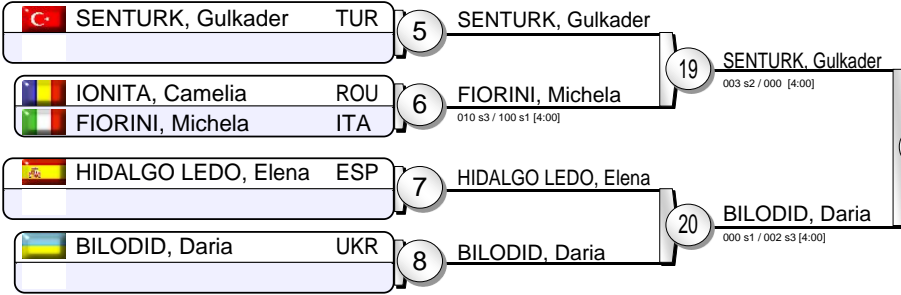 SENTURK, Gulkader TUR
5
SENTURK, Gulkader
IONITA, Camelia ROU
FIORINI, Michela ITA
6
FIORINI, Michela
010 s3 / 100 s1 [4:00]
19
SENTURK, Gulkader
003 s2 / 000 [4:00]
HIDALGO LEDO, Elena ESP
7
HIDALGO LEDO, Elena
BILODID, Daria UKR
8
BILODID, Daria
20
BILODID, Daria
000 s1 / 002 s3 [4:00]